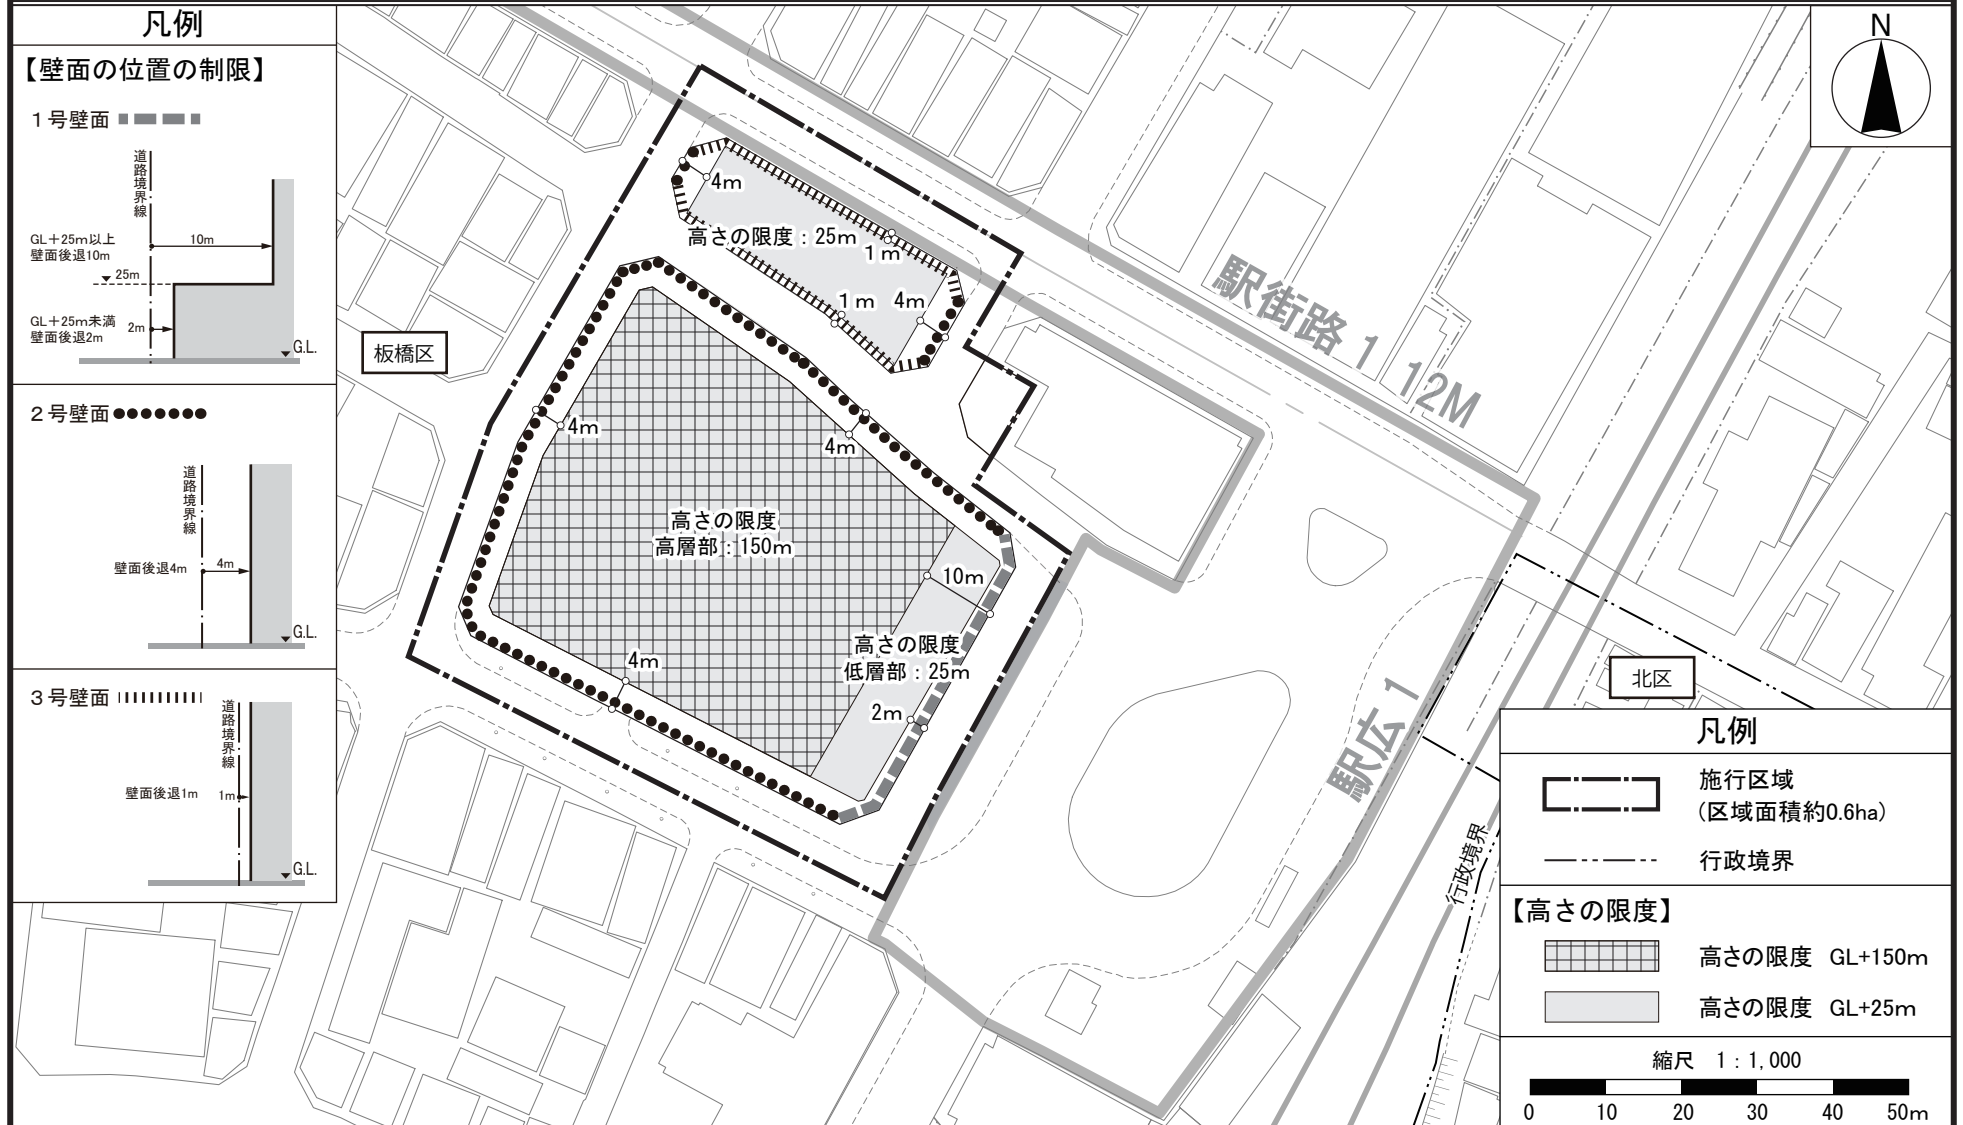 凡例
【壁面の位置の制限】
1号壁面
道路境界線
GL+25m以上
壁面後退10m
10m
25m
GL+25m未満
壁面後退2m
2m
G.L.
2号壁面
道路境界線
壁面後退4m
4m
G.L.
3号壁面
道路境界線
壁面後退1m
1m
G.L.
板橋区
4m
高さの限度：25m
1m
1m
4m
4m
4m
高さの限度
高層部：150m
10m
高さの限度
低層部：25m
4m
2m
駅街路1 12M
駅広1
行政境界
N
北区
凡例
施行区域
(区域面積約0.6ha)
行政境界
【高さの限度】
高さの限度 GL+150m
高さの限度 GL+25m
縮尺 1:1,000
0 10 20 30 40 50m